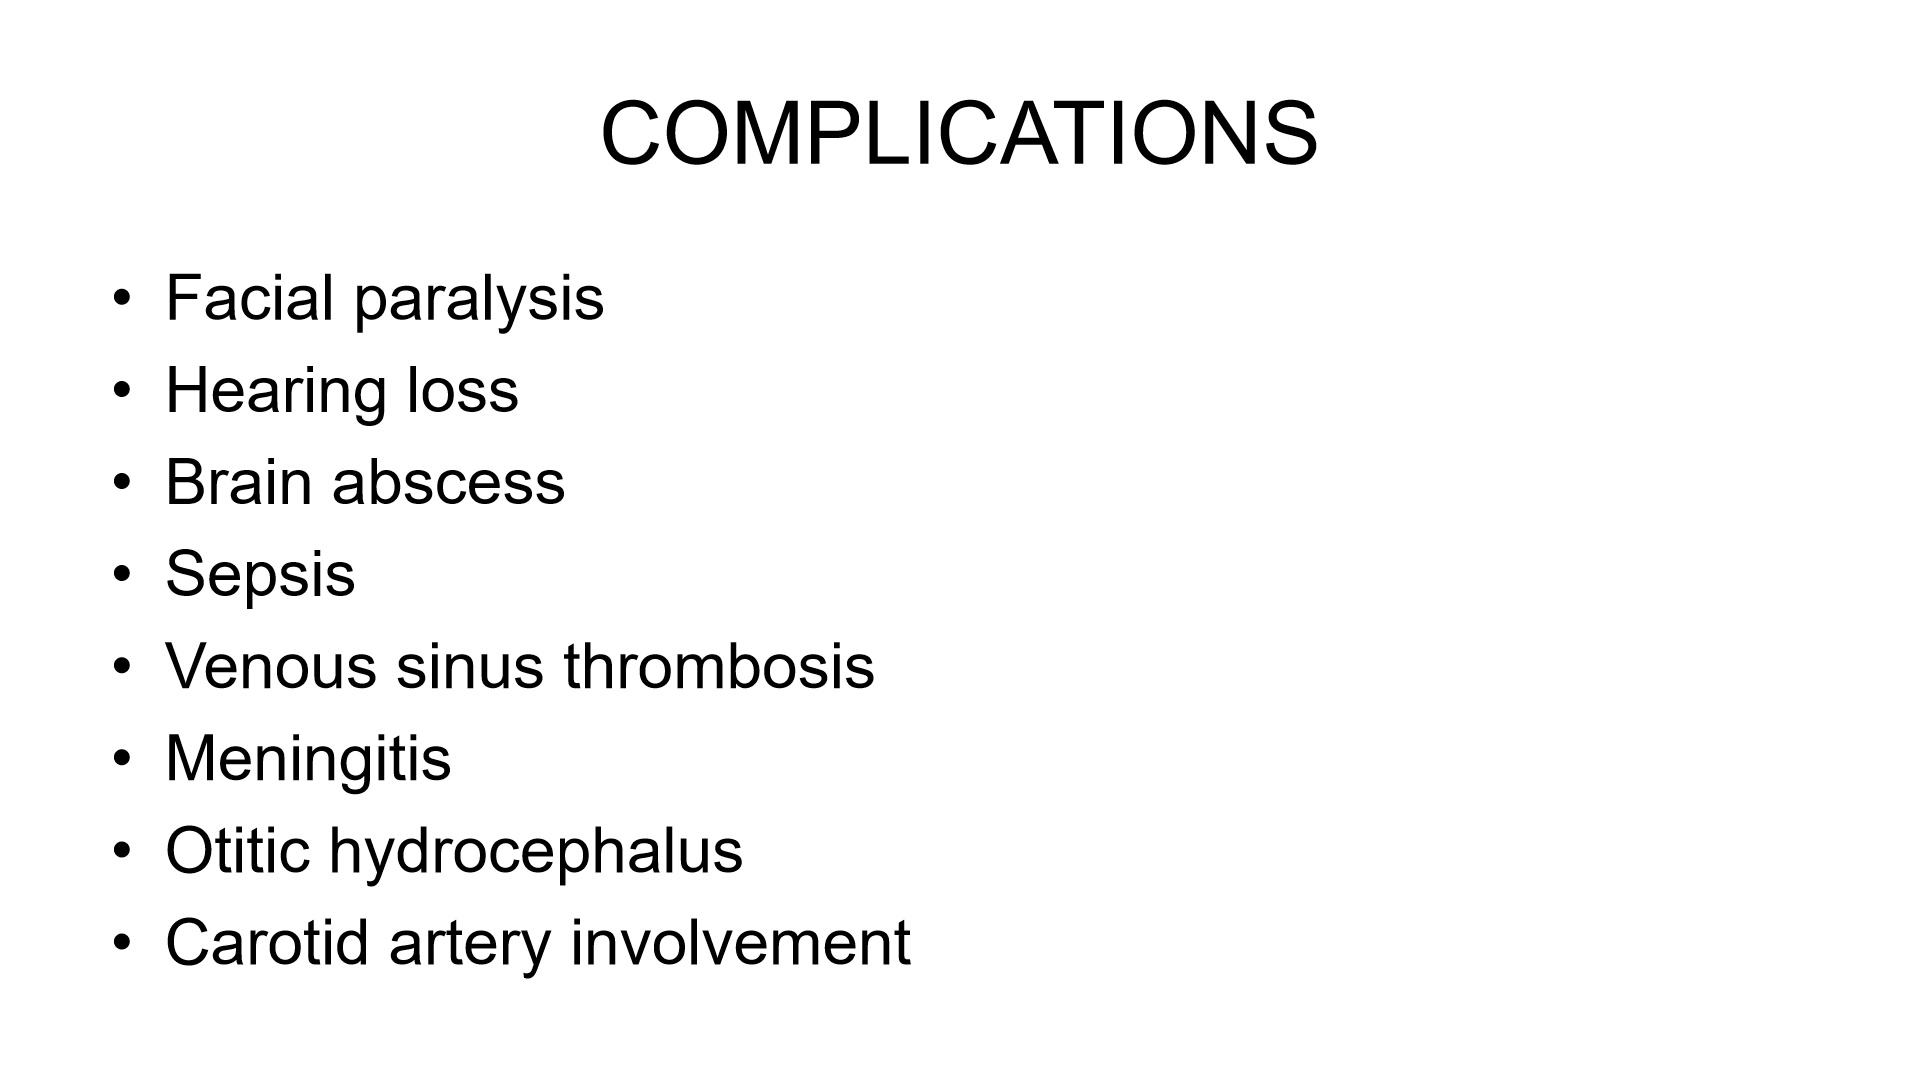 COMPLICATIONS
• Facial paralysis
• Hearing loss
• Brain abscess
• Sepsis
• Venous sinus thrombosis
• Meningitis
• Otitic hydrocephalus
• Carotid artery involvement